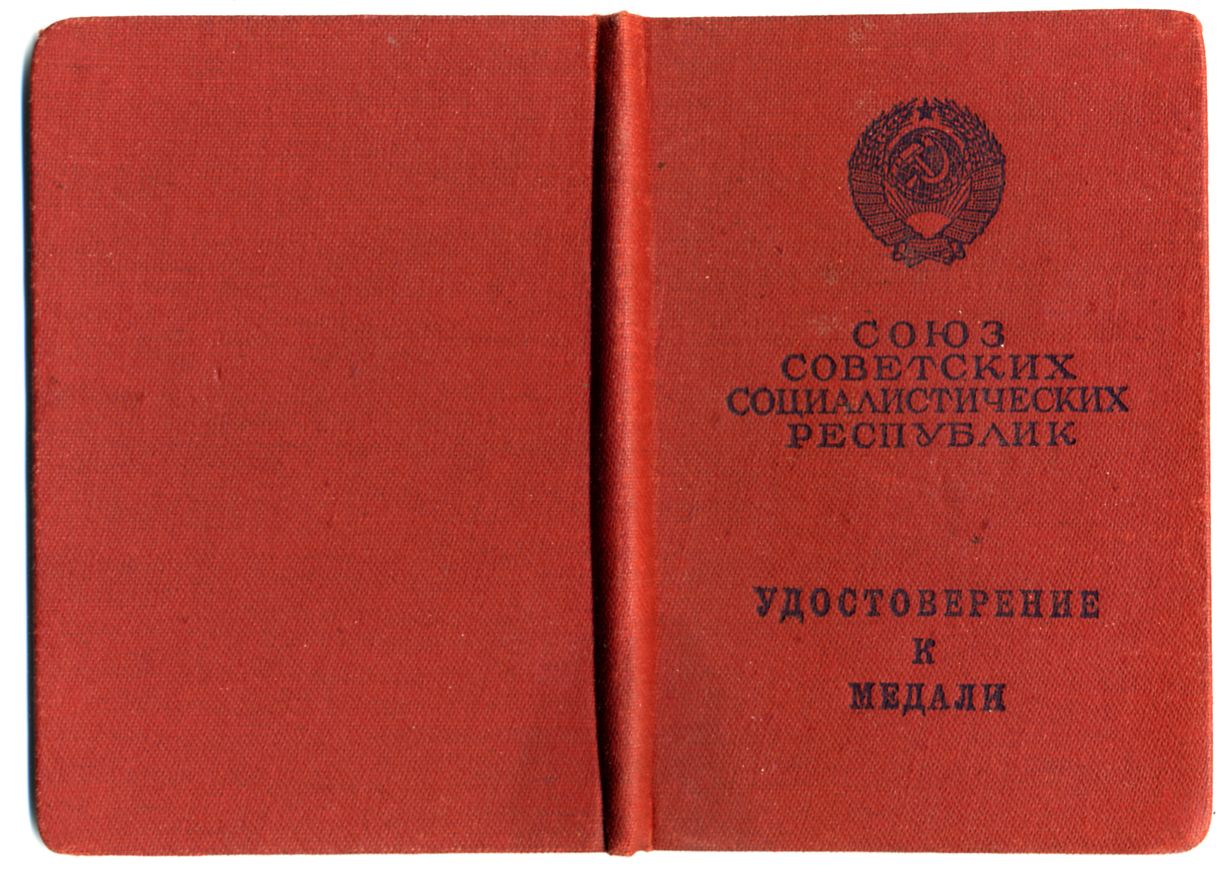 СОЮЗ
СОВЕТСКИХ
СОЦИАЛИСТИЧЕСКИХ
РЕСПУБЛИК
УДОСТОВЕРЕНИЕ
К
МЕДАЛИ